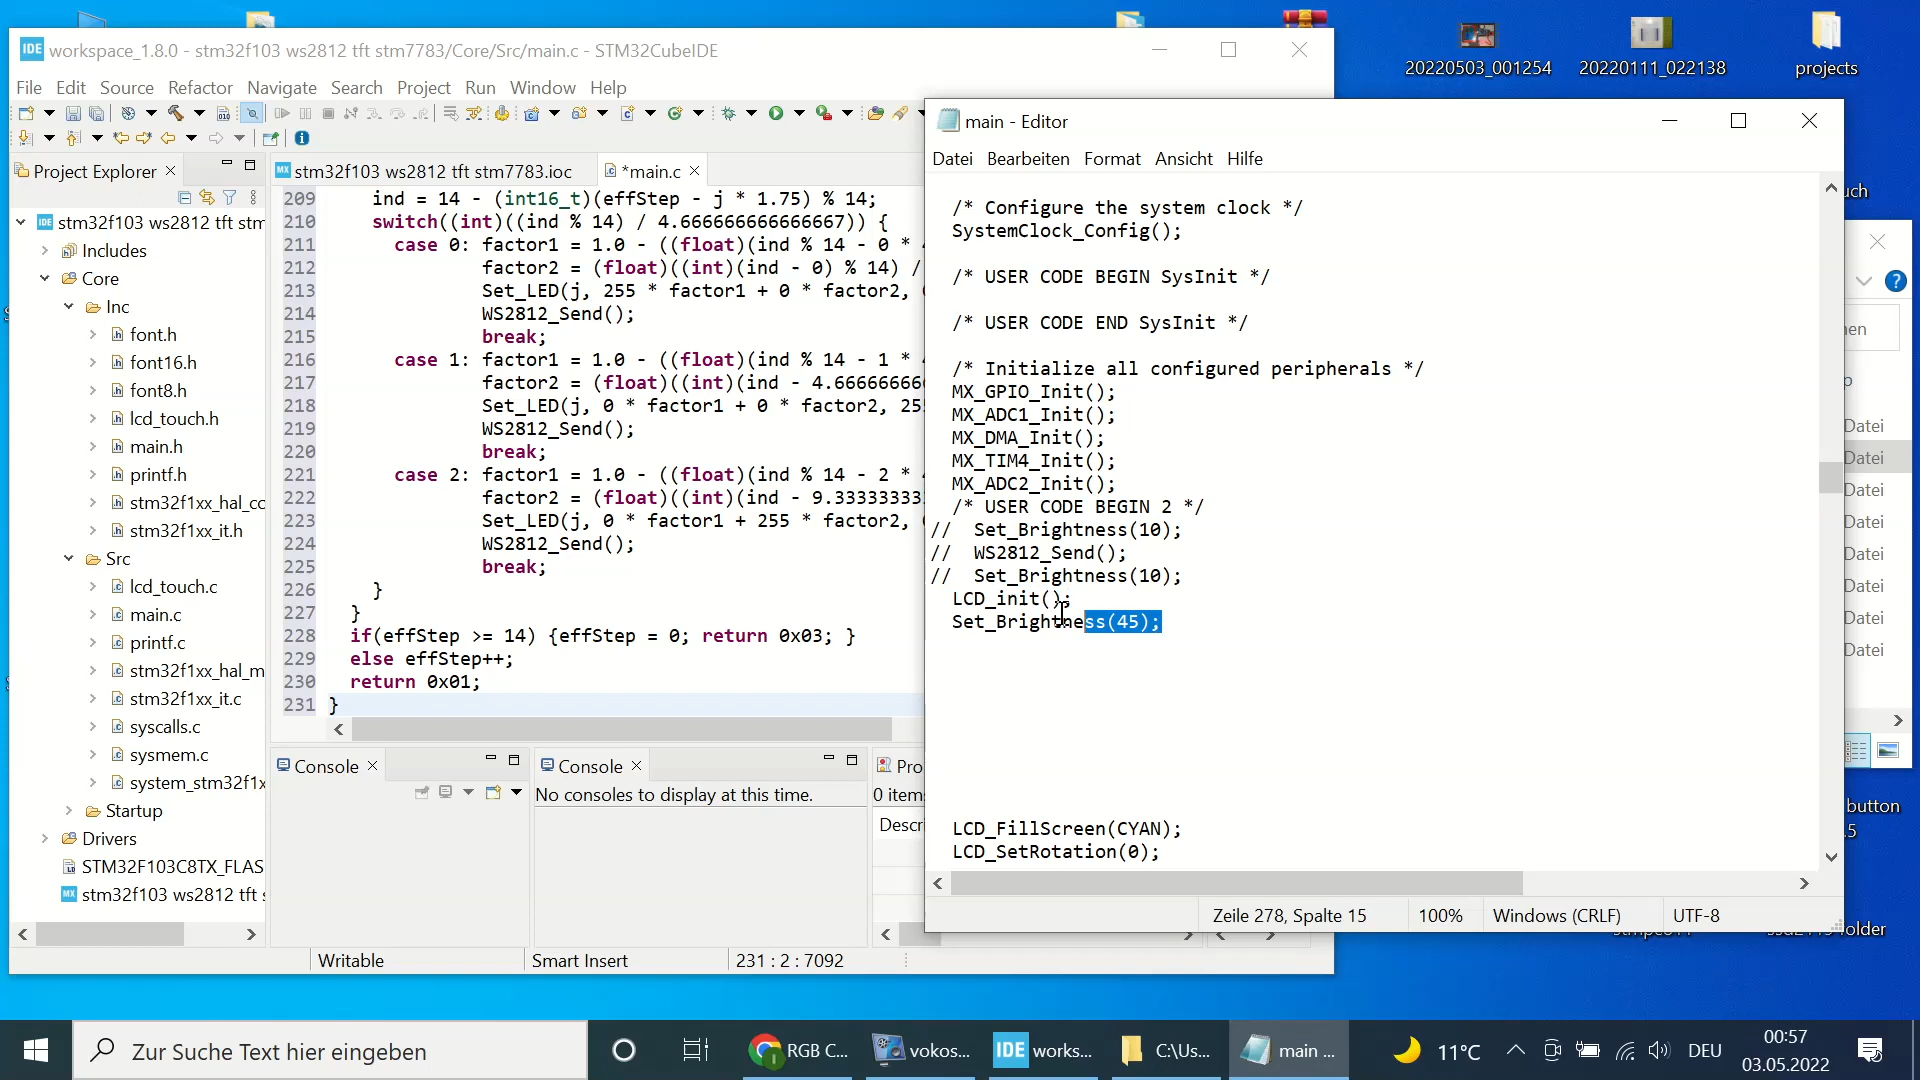 20220503_001254
20220111_022138
projects
IDE workspace_1.8.0 - stm32f103 ws2812 tft stm7783/Core/Src/main.c - STM32CubeIDE
File Edit Source Refactor Navigate Search Project Run Window Help
Project Explorer
stm32f103 ws2812 tft stm
Includes
Core
Inc
font.h
font16.h
font8.h
lcd_touch.h
main.h
printf.h
stm32f1xx_hal_cc
stm32f1xx_it.h
Src
lcd_touch.c
main.c
printf.c
stm32f1xx_hal_m
stm32f1xx_it.c
syscalls.c
sysmem.c
system_stm32f1x
Startup
Drivers
STM32F103C8TX_FLAS
stm32f103 ws2812 tft s
stm32f103 ws2812 tft stm7783.ioc
*main.c
209 ind = 14 - (int16_t)(effStep - j * 1.75) % 14;
210 switch((int)((ind % 14) / 4.666666666666667)) {
211 case 0: factor1 = 1.0 - ((float)(ind % 14 - 0 *
212 factor2 = (float)((int)(ind - 0) % 14) /
213 Set_LED(j, 255 * factor1 + 0 * factor2,
214 WS2812_Send();
215 break;
216 case 1: factor1 = 1.0 - ((float)(ind % 14 - 1 *
217 factor2 = (float)((int)(ind - 4.66666666
218 Set_LED(j, 0 * factor1 + 0 * factor2, 25
219 WS2812_Send();
220 break;
221 case 2: factor1 = 1.0 - ((float)(ind % 14 - 2 *
222 factor2 = (float)((int)(ind - 9.33333333
223 Set_LED(j, 0 * factor1 + 255 * factor2,
224 WS2812_Send();
225 break;
226 }
227 }
228 if(effStep >= 14) {effStep = 0; return 0x03; }
229 else effStep++;
230 return 0x01;
231 }
Console
Console
No consoles to display at this time.
Pro
0 item
Descri
Writable
Smart Insert
231 : 2 : 7092
main - Editor
Datei Bearbeiten Format Ansicht Hilfe
/* Configure the system clock */
SystemClock_Config();
/* USER CODE BEGIN SysInit */
/* USER CODE END SysInit */
/* Initialize all configured peripherals */
MX_GPIO_Init();
MX_ADC1_Init();
MX_DMA_Init();
MX_TIM4_Init();
MX_ADC2_Init();
/* USER CODE BEGIN 2 */
// Set_Brightness(10);
// WS2812_Send();
// Set_Brightness(10);
LCD_init();
Set_Brightness(45);
LCD_FillScreen(CYAN);
LCD_SetRotation(0);
Zeile 278, Spalte 15
100%
Windows (CRLF)
UTF-8
uch
en
Datei
Datei
Datei
Datei
Datei
Datei
Datei
Datei
button
.5
older
Zur Suche Text hier eingeben
RGB C...
vokos...
IDE works...
C:\Us...
main ...
11°C
DEU
00:57
03.05.2022